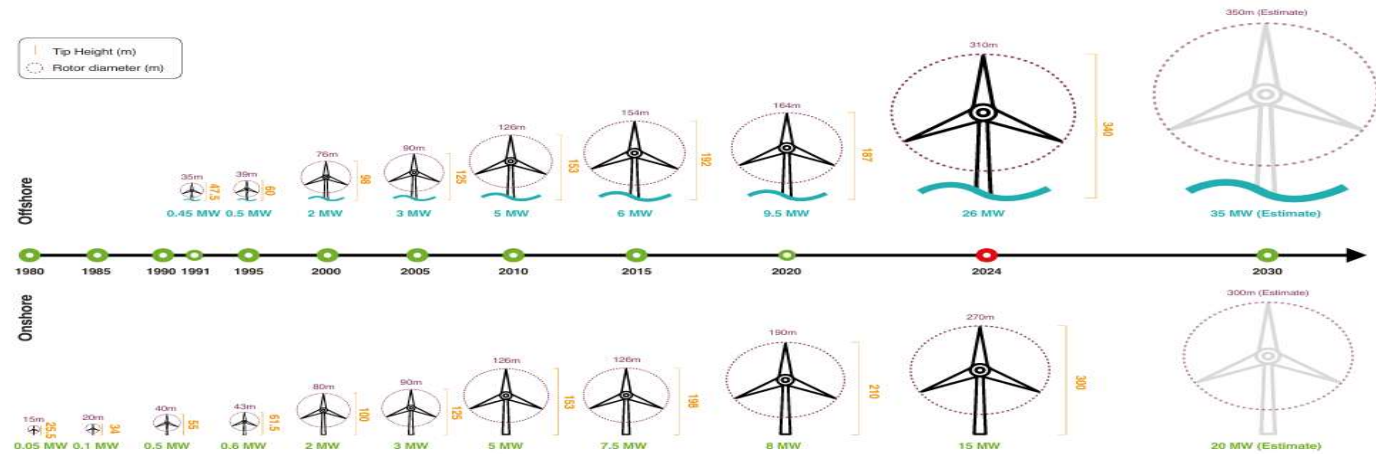 350m (Estimate)
310m
Tip Height (m)
Rotor diameter (m)
340
164m
154m
126m
90m
76m
39m
35m
187
192
153
125
98
60
47.5
Offshore
0.45 MW
0.5 MW
2 MW
3 MW
5 MW
6 MW
9.5 MW
26 MW
35 MW (Estimate)
1980
1985
1990
1991
1995
2000
2005
2010
2015
2020
2024
2030
Onshore
300m (Estimate)
270m
190m
126m
126m
90m
80m
43m
40m
20m
15m
300
210
198
153
125
100
61.5
55
34
25.5
0.05 MW
0.1 MW
0.5 MW
0.6 MW
2 MW
3 MW
5 MW
7.5 MW
8 MW
15 MW
20 MW (Estimate)